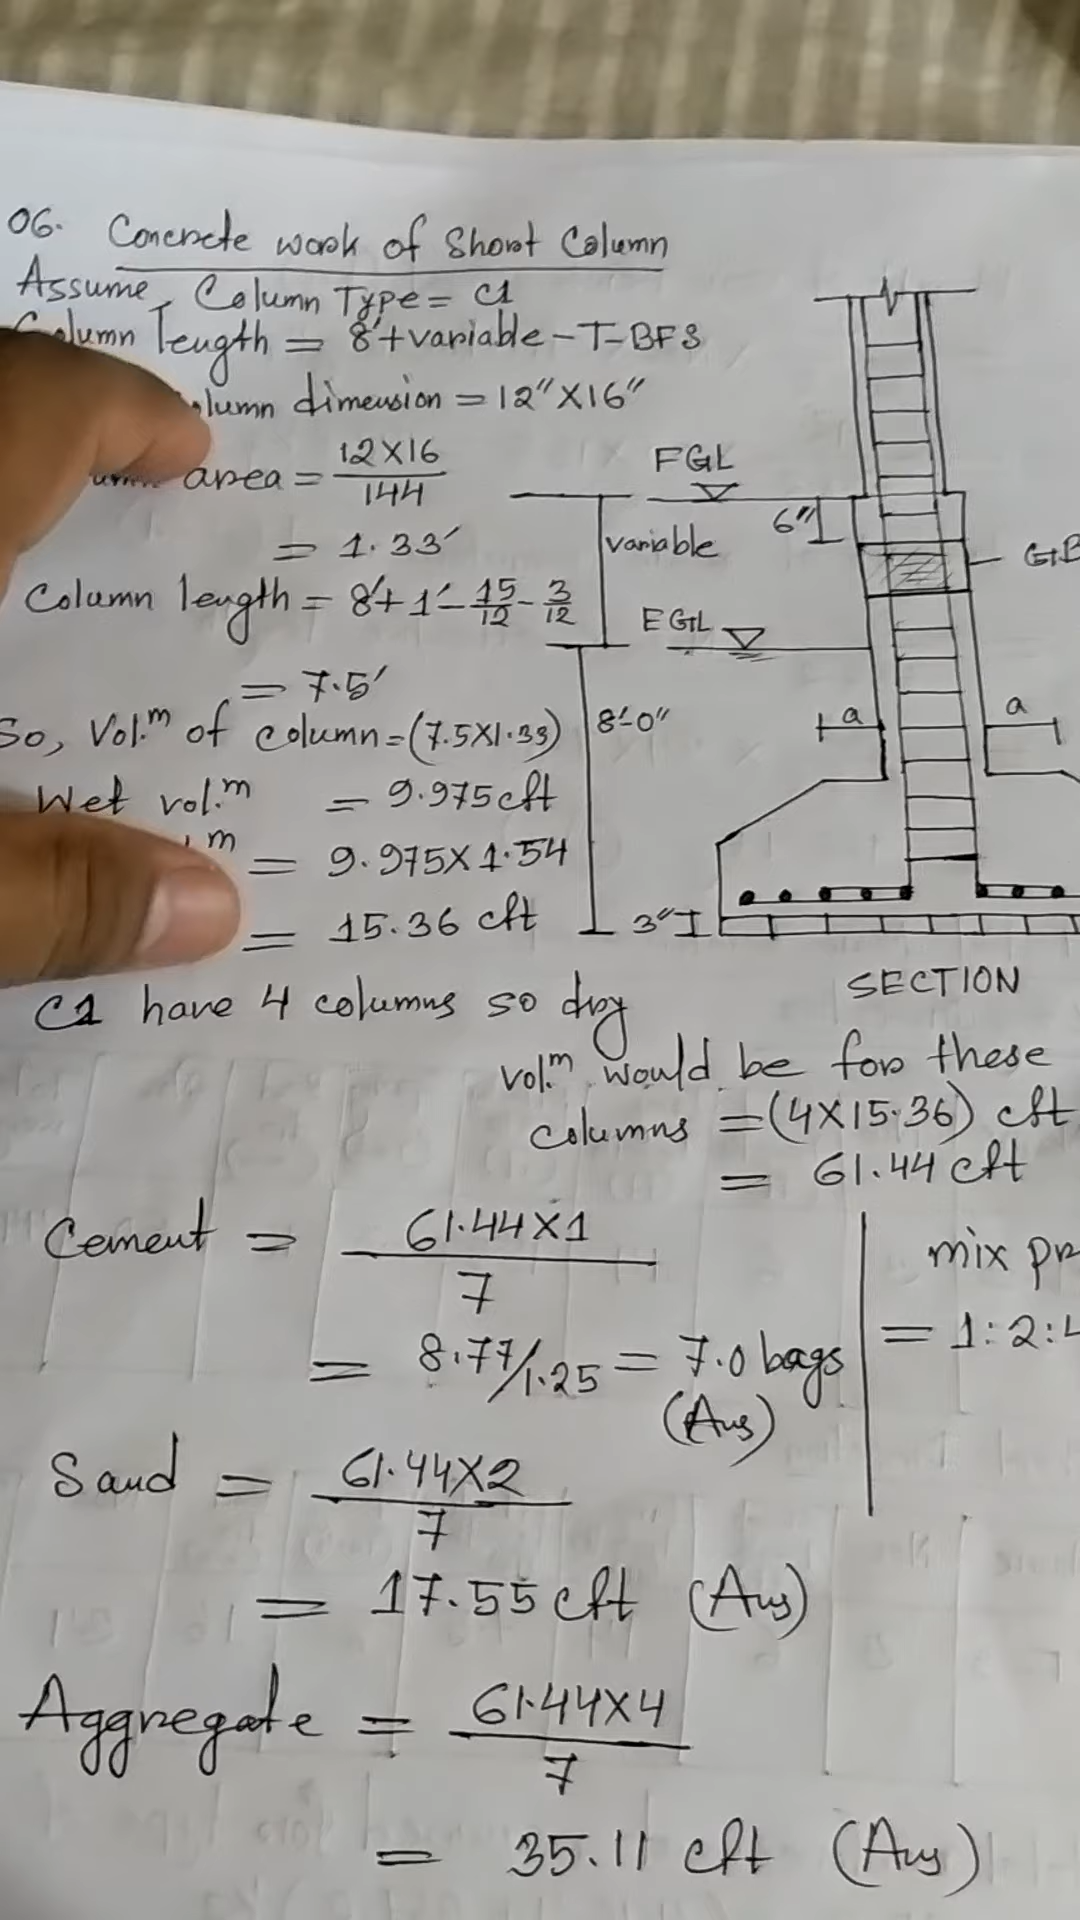 06. Concrete work of Short Column
Assume, Column Type = C1
Column length = 8'+variable-T-BFS
column dimension = 12"X16"
area = 12X16 / 144
= 1.33'
Column length = 8'+1'-15/12-3/12
= 7.5'
So, Vol.m of column=(7.5X1.33)
Wet vol.m = 9.975 cft
m = 9.975X1.54
= 15.36 cft
FGL
6"
variable
EGL
8'-0"
a
a
3"
SECTION
C1 have 4 columns so dry
vol.m would be for these
columns =(4X15.36) cft
= 61.44 cft
Cement = 61.44X1 / 7
= 8.77/1.25 = 7.0 bags
(Ans)
mix
= 1:2:4
Sand = 61.44X2 / 7
= 17.55 cft (Ans)
Aggregate = 61.44X4 / 7
= 35.11 cft (Ans)